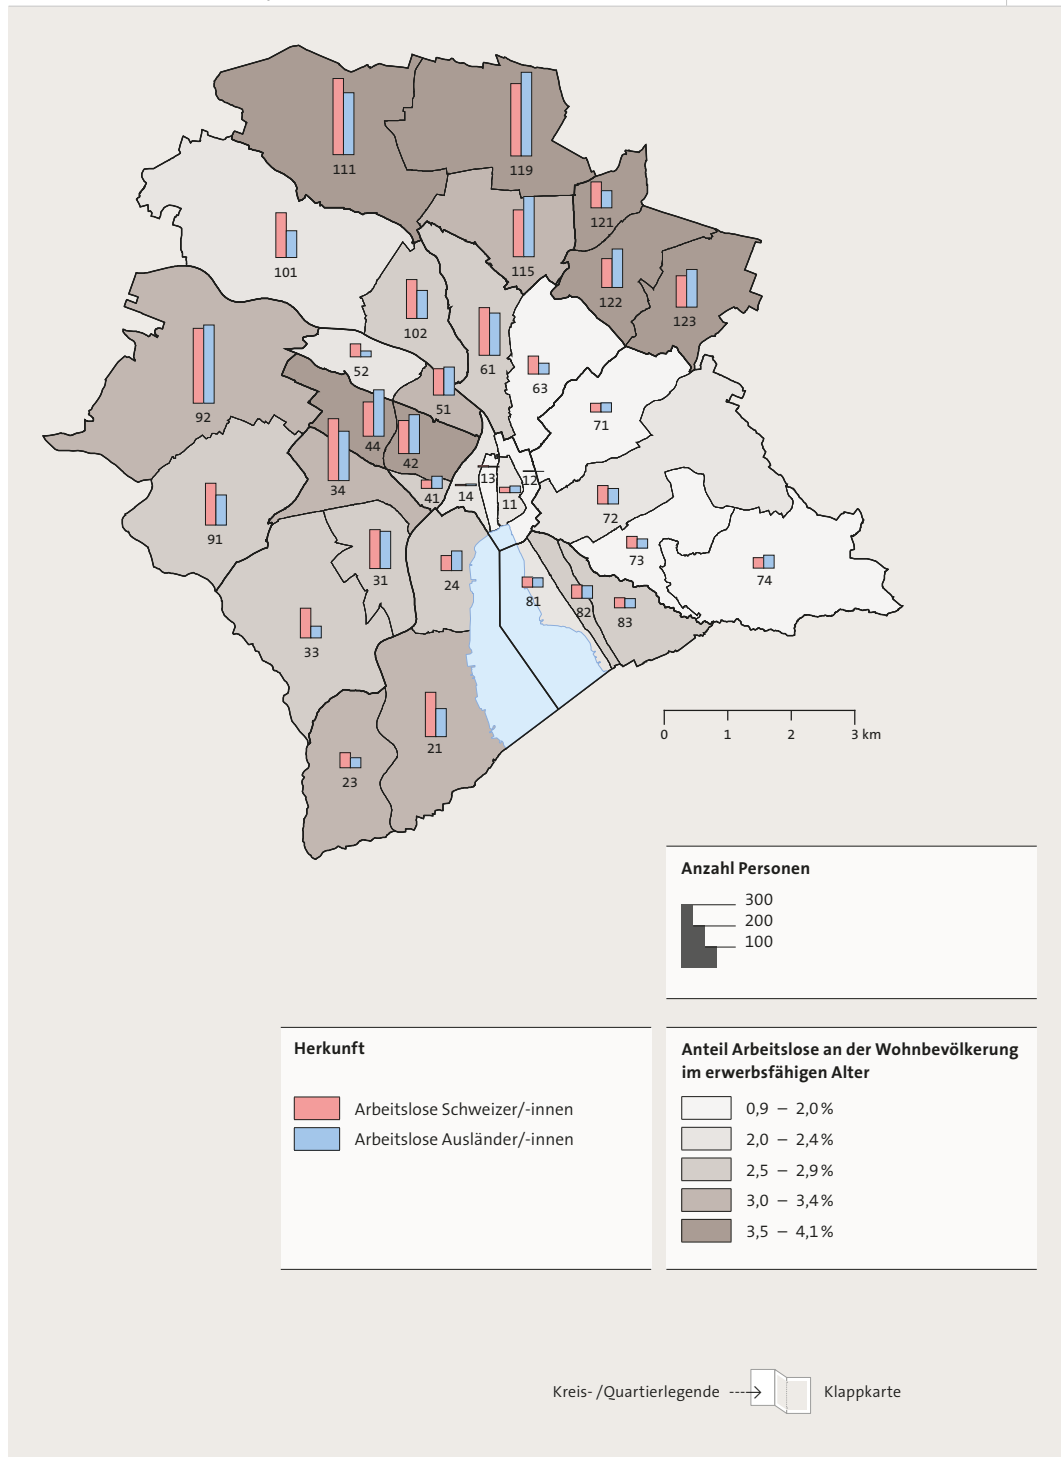 111
119
121
101
115
122
123
102
52
61
63
51
71
92
44
42
34
41
14
13
12
11
72
91
31
24
73
74
81
82
83
33
21
23
0 1 2 3 km
Anzahl Personen
300
200
100
Herkunft
Arbeitslose Schweizer/-innen
Arbeitslose Ausländer/-innen
Anteil Arbeitslose an der Wohnbevölkerung
im erwerbsfähigen Alter
0,9 – 2,0 %
2,0 – 2,4 %
2,5 – 2,9 %
3,0 – 3,4 %
3,5 – 4,1 %
Kreis- /Quartierlegende
Klappkarte